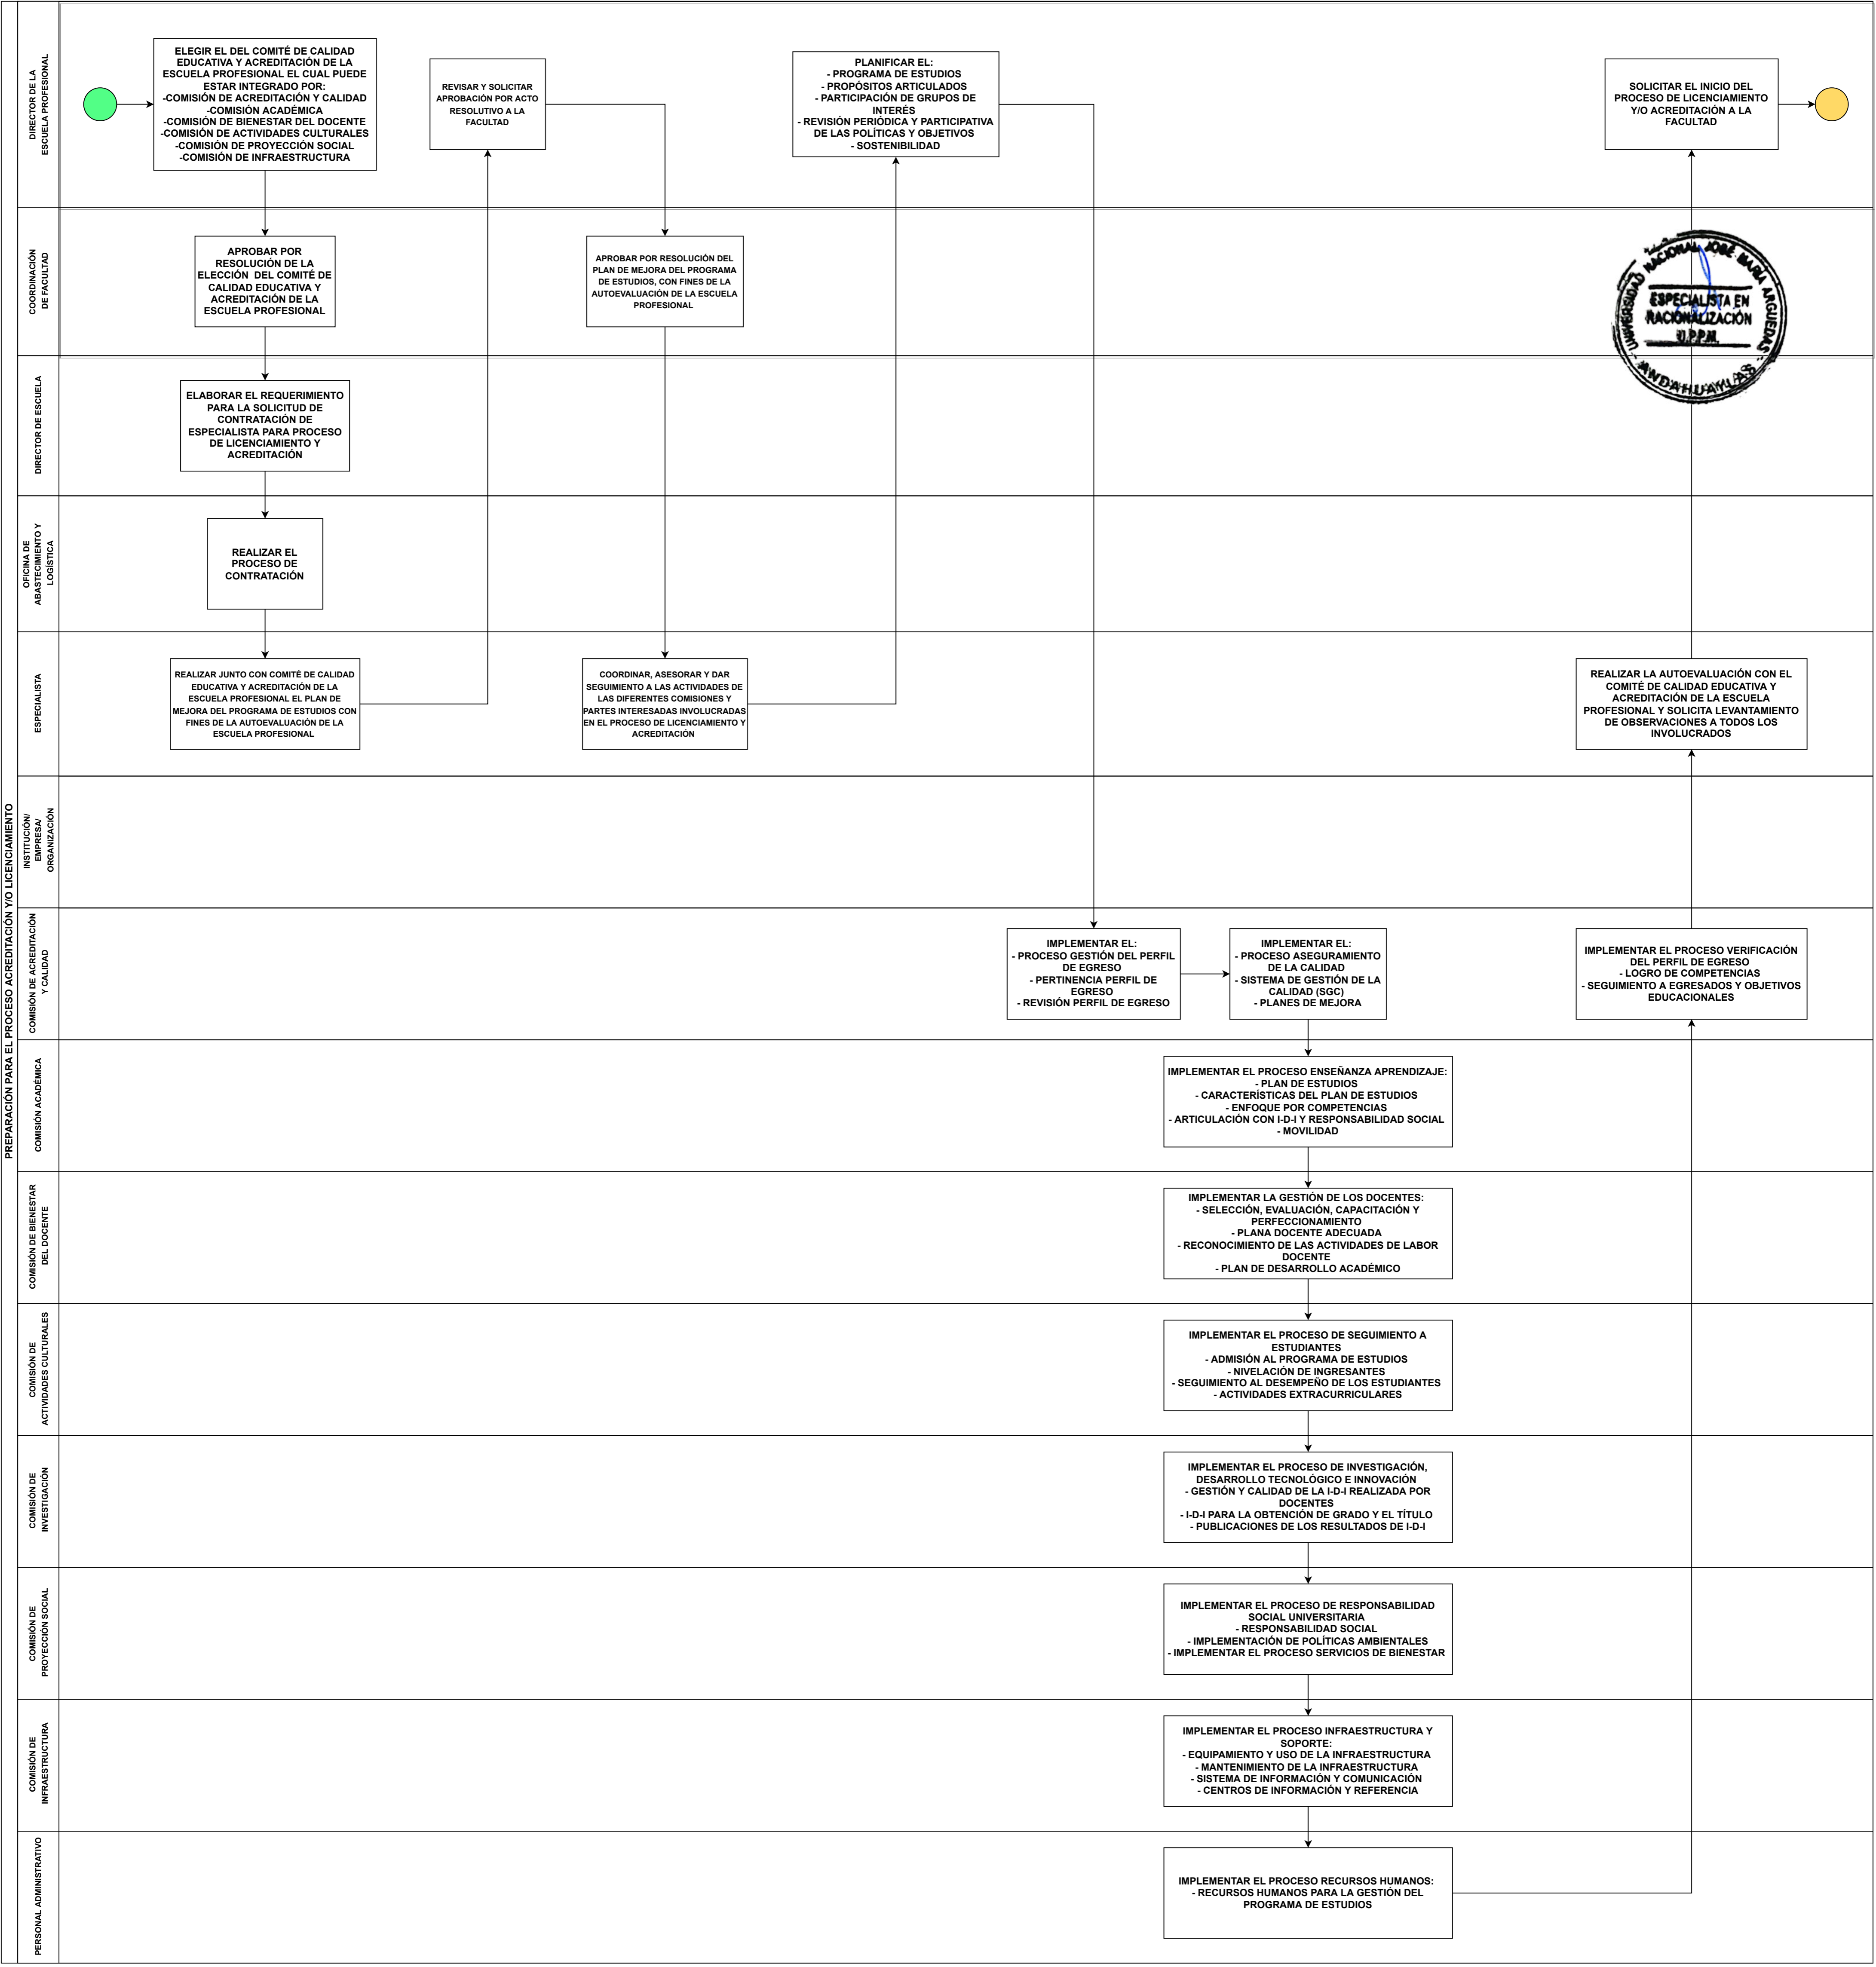 PREPARACIÓN PARA EL PROCESO ACREDITACIÓN Y/O LICENCIAMIENTO
DIRECTOR DE LA
ESCUELA PROFESIONAL
ELEGIR EL DEL COMITÉ DE CALIDAD
EDUCATIVA Y ACREDITACIÓN DE LA
ESCUELA PROFESIONAL EL CUAL PUEDE
ESTAR INTEGRADO POR:
-COMISIÓN DE ACREDITACIÓN Y CALIDAD
-COMISIÓN ACADÉMICA
-COMISIÓN DE BIENESTAR DEL DOCENTE
-COMISIÓN DE ACTIVIDADES CULTURALES
-COMISIÓN DE PROYECCIÓN SOCIAL
-COMISIÓN DE INFRAESTRUCTURA
REVISAR Y SOLICITAR
APROBACIÓN POR ACTO
RESOLUTIVO A LA
FACULTAD
PLANIFICAR EL:
- PROGRAMA DE ESTUDIOS
- PROPÓSITOS ARTICULADOS
- PARTICIPACIÓN DE GRUPOS DE
INTERÉS
- REVISIÓN PERIÓDICA Y PARTICIPATIVA
DE LAS POLÍTICAS Y OBJETIVOS
- SOSTENIBILIDAD
SOLICITAR EL INICIO DEL
PROCESO DE LICENCIAMIENTO
Y/O ACREDITACIÓN A LA
FACULTAD
COORDINACIÓN
DE FACULTAD
APROBAR POR
RESOLUCIÓN DE LA
ELECCIÓN DEL COMITÉ DE
CALIDAD EDUCATIVA Y
ACREDITACIÓN DE LA
ESCUELA PROFESIONAL
APROBAR POR RESOLUCIÓN DEL
PLAN DE MEJORA DEL PROGRAMA
DE ESTUDIOS, CON FINES DE LA
AUTOEVALUACIÓN DE LA ESCUELA
PROFESIONAL
UNIVERSIDAD NACIONAL JOSÉ MARÍA ARGUEDAS
ESPECIALISTA EN
RACIONALIZACIÓN
U.P.P.M.
- ANDAHUAYLAS -
DIRECTOR DE ESCUELA
ELABORAR EL REQUERIMIENTO
PARA LA SOLICITUD DE
CONTRATACIÓN DE
ESPECIALISTA PARA PROCESO
DE LICENCIAMIENTO Y
ACREDITACIÓN
OFICINA DE
ABASTECIMIENTO Y
LOGÍSTICA
REALIZAR EL
PROCESO DE
CONTRATACIÓN
ESPECIALISTA
REALIZAR JUNTO CON COMITÉ DE CALIDAD
EDUCATIVA Y ACREDITACIÓN DE LA
ESCUELA PROFESIONAL EL PLAN DE
MEJORA DEL PROGRAMA DE ESTUDIOS CON
FINES DE LA AUTOEVALUACIÓN DE LA
ESCUELA PROFESIONAL
COORDINAR, ASESORAR Y DAR
SEGUIMIENTO A LAS ACTIVIDADES DE
LAS DIFERENTES COMISIONES Y
PARTES INTERESADAS INVOLUCRADAS
EN EL PROCESO DE LICENCIAMIENTO Y
ACREDITACIÓN
REALIZAR LA AUTOEVALUACIÓN CON EL
COMITÉ DE CALIDAD EDUCATIVA Y
ACREDITACIÓN DE LA ESCUELA
PROFESIONAL Y SOLICITA LEVANTAMIENTO
DE OBSERVACIONES A TODOS LOS
INVOLUCRADOS
INSTITUCIÓN/
EMPRESA/
ORGANIZACIÓN
COMISIÓN DE ACREDITACIÓN
Y CALIDAD
IMPLEMENTAR EL:
- PROCESO GESTIÓN DEL PERFIL
DE EGRESO
- PERTINENCIA PERFIL DE
EGRESO
- REVISIÓN PERFIL DE EGRESO
IMPLEMENTAR EL:
- PROCESO ASEGURAMIENTO
DE LA CALIDAD
- SISTEMA DE GESTIÓN DE LA
CALIDAD (SGC)
- PLANES DE MEJORA
IMPLEMENTAR EL PROCESO VERIFICACIÓN
DEL PERFIL DE EGRESO
- LOGRO DE COMPETENCIAS
- SEGUIMIENTO A EGRESADOS Y OBJETIVOS
EDUCACIONALES
COMISIÓN ACADÉMICA
IMPLEMENTAR EL PROCESO ENSEÑANZA APRENDIZAJE:
- PLAN DE ESTUDIOS
- CARACTERÍSTICAS DEL PLAN DE ESTUDIOS
- ENFOQUE POR COMPETENCIAS
- ARTICULACIÓN CON I-D-I Y RESPONSABILIDAD SOCIAL
- MOVILIDAD
COMISIÓN DE BIENESTAR
DEL DOCENTE
IMPLEMENTAR LA GESTIÓN DE LOS DOCENTES:
- SELECCIÓN, EVALUACIÓN, CAPACITACIÓN Y
PERFECCIONAMIENTO
- PLANA DOCENTE ADECUADA
- RECONOCIMIENTO DE LAS ACTIVIDADES DE LABOR
DOCENTE
- PLAN DE DESARROLLO ACADÉMICO
COMISIÓN DE
ACTIVIDADES CULTURALES
IMPLEMENTAR EL PROCESO DE SEGUIMIENTO A
ESTUDIANTES
- ADMISIÓN AL PROGRAMA DE ESTUDIOS
- NIVELACIÓN DE INGRESANTES
- SEGUIMIENTO AL DESEMPEÑO DE LOS ESTUDIANTES
- ACTIVIDADES EXTRACURRICULARES
COMISIÓN DE
INVESTIGACIÓN
IMPLEMENTAR EL PROCESO DE INVESTIGACIÓN,
DESARROLLO TECNOLÓGICO E INNOVACIÓN
- GESTIÓN Y CALIDAD DE LA I-D-I REALIZADA POR
DOCENTES
- I-D-I PARA LA OBTENCIÓN DE GRADO Y EL TÍTULO
- PUBLICACIONES DE LOS RESULTADOS DE I-D-I
COMISIÓN DE
PROYECCIÓN SOCIAL
IMPLEMENTAR EL PROCESO DE RESPONSABILIDAD
SOCIAL UNIVERSITARIA
- RESPONSABILIDAD SOCIAL
- IMPLEMENTACIÓN DE POLÍTICAS AMBIENTALES
- IMPLEMENTAR EL PROCESO SERVICIOS DE BIENESTAR
COMISIÓN DE
INFRAESTRUCTURA
IMPLEMENTAR EL PROCESO INFRAESTRUCTURA Y
SOPORTE:
- EQUIPAMIENTO Y USO DE LA INFRAESTRUCTURA
- MANTENIMIENTO DE LA INFRAESTRUCTURA
- SISTEMA DE INFORMACIÓN Y COMUNICACIÓN
- CENTROS DE INFORMACIÓN Y REFERENCIA
PERSONAL ADMINISTRATIVO
IMPLEMENTAR EL PROCESO RECURSOS HUMANOS:
- RECURSOS HUMANOS PARA LA GESTIÓN DEL
PROGRAMA DE ESTUDIOS